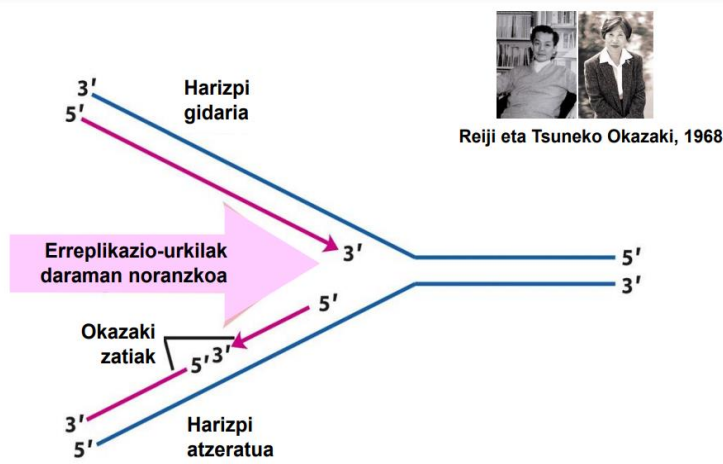 Reiji eta Tsuneko Okazaki, 1968
3′
5′
Harizpi
gidaria
Erreplikazio-urkilak
daraman noranzkoa
3′
5′
3′
5′
Okazaki
zatiak
5′3′
3′
5′
Harizpi
atzeratua